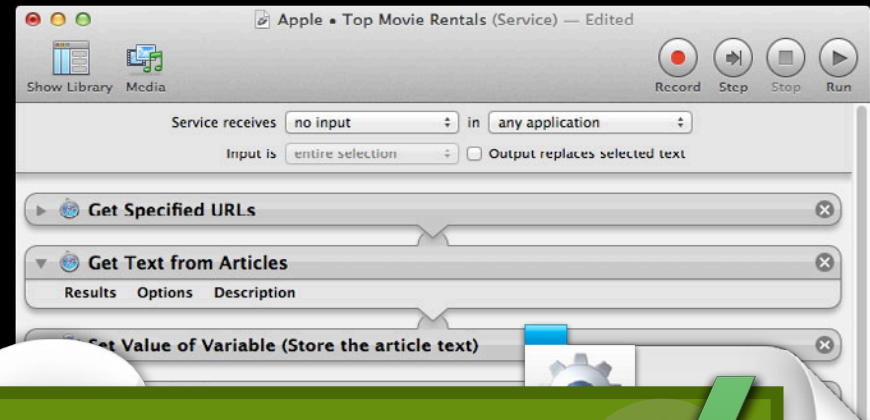 Apple • Top Movie Rentals (Service) — Edited
Show Library Media Record Step Stop Run
Service receives no input in any application
Input is entire selection Output replaces selected text
Get Specified URLs
Get Text from Articles
Results Options Description
Set Value of Variable (Store the article text)